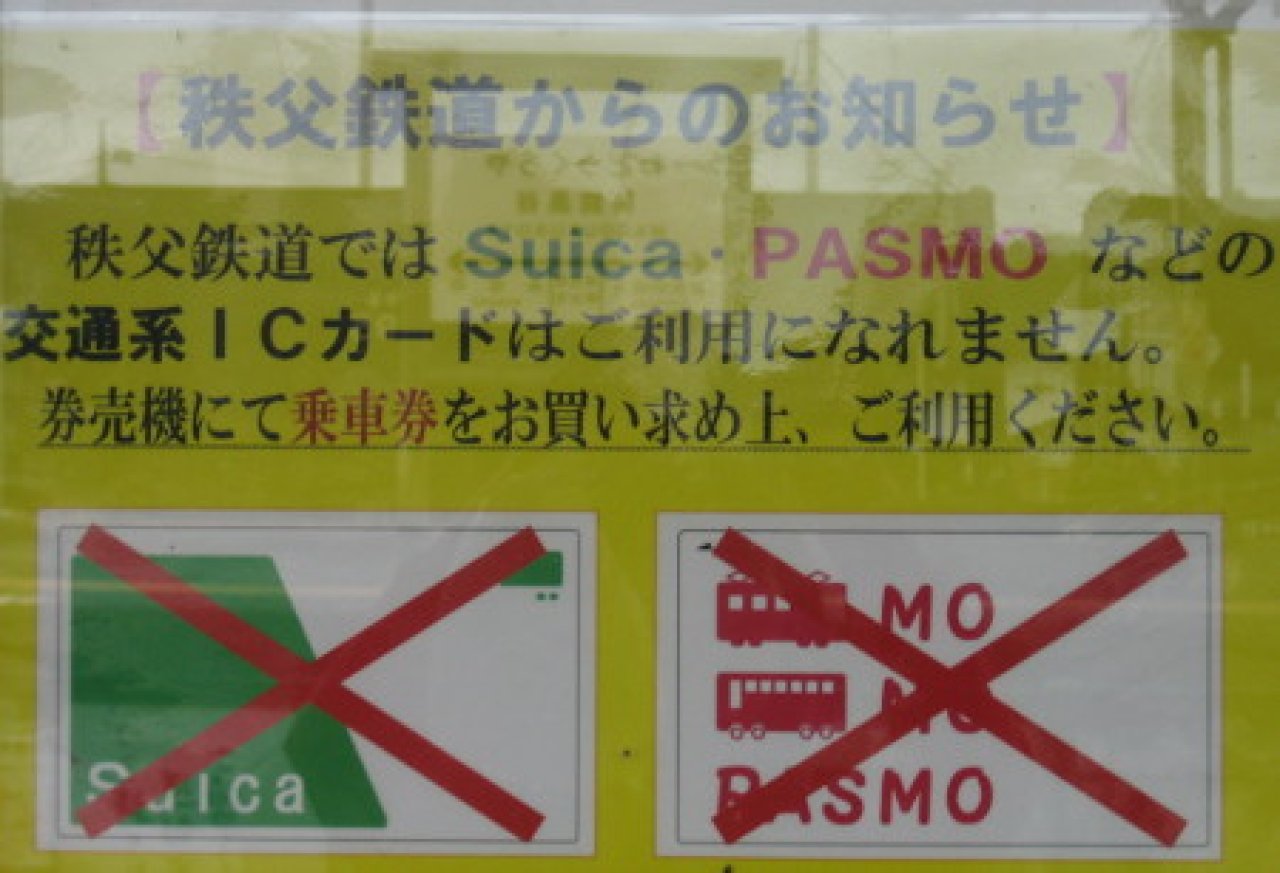 【秩父鉄道からのお知らせ】
秩父鉄道では Suica・PASMO などの
交通系ICカードはご利用になれません。
券売機にて乗車券をお買い求め上、ご利用ください。
Suica
MO
MO
PASMO